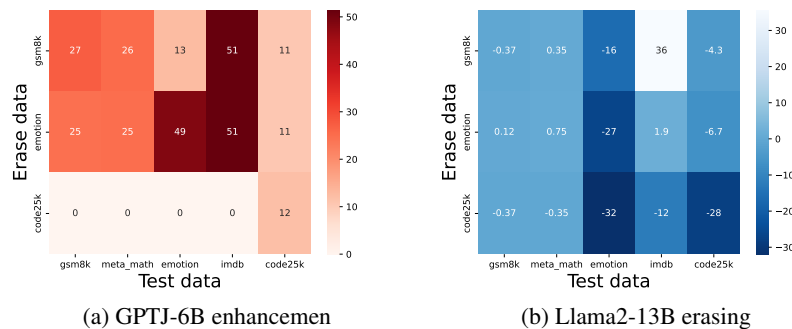 Erase data
gsm8k
emotion
code25k
27 26 13 51 11
25 25 49 51 11
0 0 0 0 12
gsm8k meta_math emotion imdb code25k
Test data
50
40
30
20
10
0
(a) GPTJ-6B enhancemen
Erase data
gsm8k
emotion
code25k
-0.37 0.35 -16 36 -4.3
0.12 0.75 -27 1.9 -6.7
-0.37 -0.35 -32 -12 -28
gsm8k meta_math emotion imdb code25k
Test data
30
20
10
0
−10
−20
−30
(b) Llama2-13B erasing